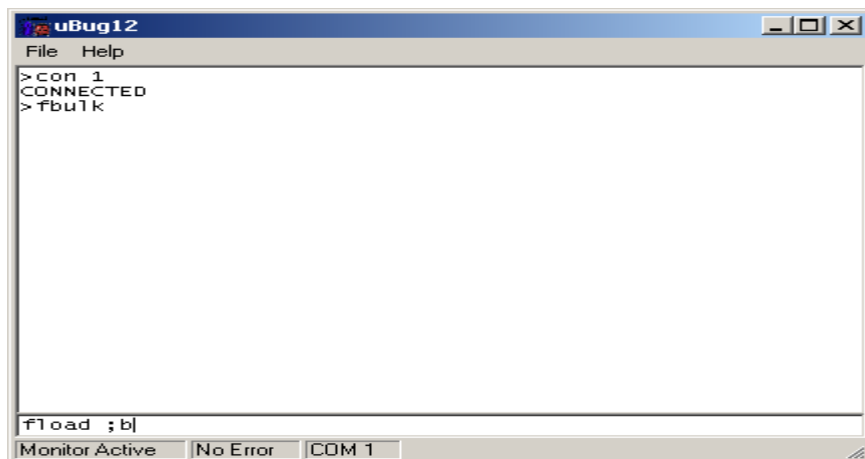 uBug12
File Help
>con 1
CONNECTED
>fbulk
fload ;b
Monitor Active No Error COM 1